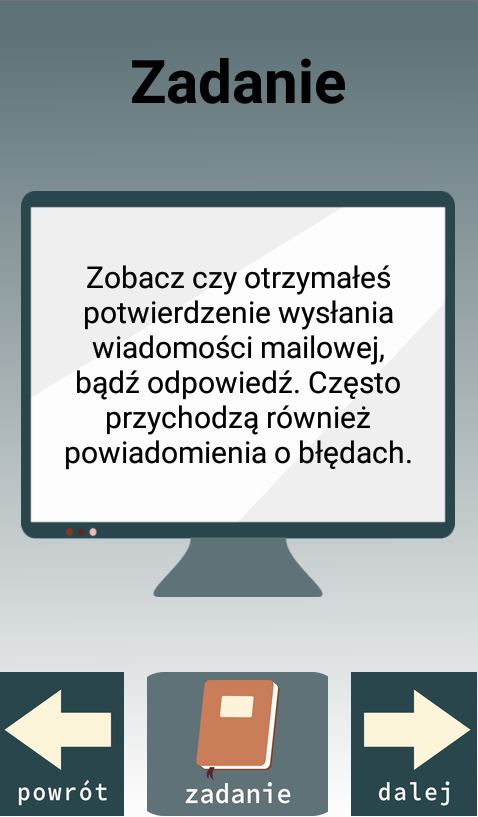 Zadanie
Zobacz czy otrzymałeś
potwierdzenie wysłania
wiadomości mailowej,
bądź odpowiedź. Często
przychodzą również
powiadomienia o błędach.
powrót
zadanie
dalej